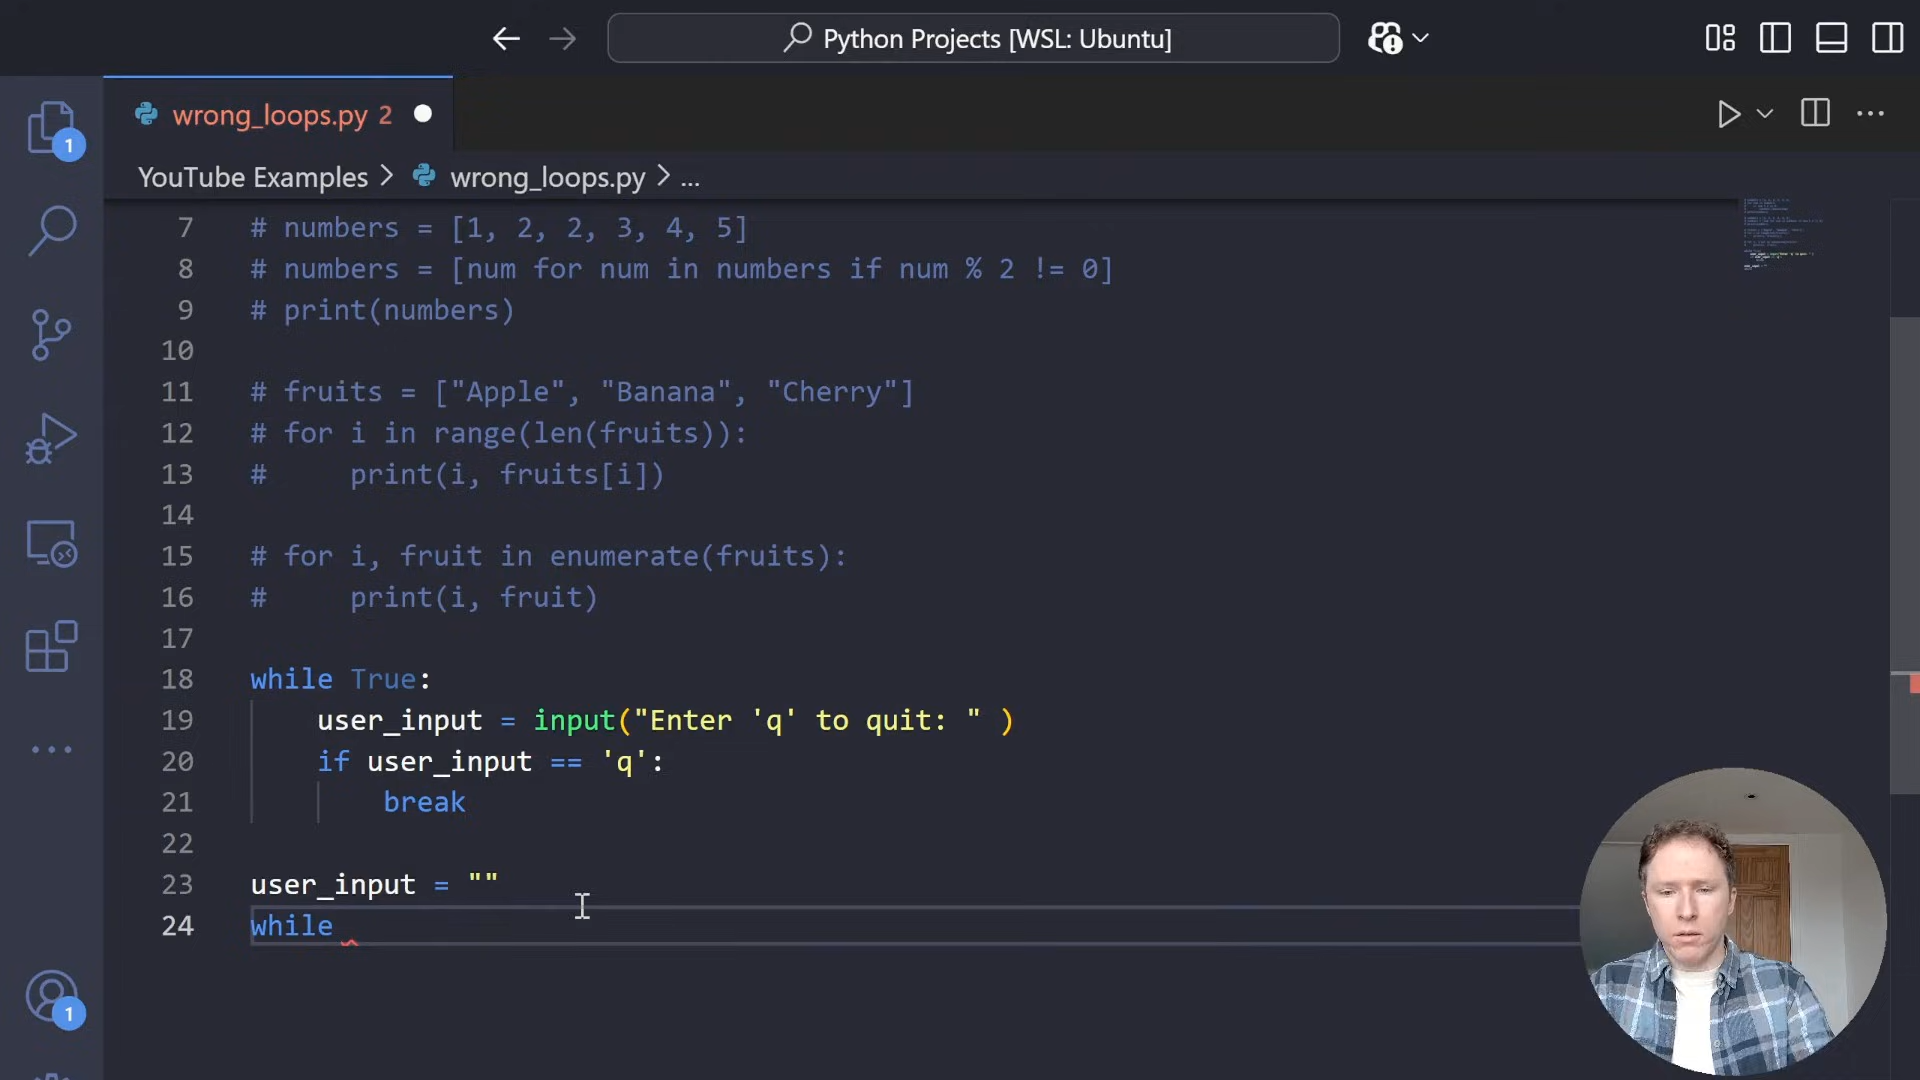 Python Projects [WSL: Ubuntu]
wrong_loops.py 2
YouTube Examples > wrong_loops.py > ...
1
7 # numbers = [1, 2, 2, 3, 4, 5]
8 # numbers = [num for num in numbers if num % 2 != 0]
9 # print(numbers)
10
11 # fruits = ["Apple", "Banana", "Cherry"]
12 # for i in range(len(fruits)):
13 #     print(i, fruits[i])
14
15 # for i, fruit in enumerate(fruits):
16 #     print(i, fruit)
17
18 while True:
19     user_input = input("Enter 'q' to quit: " )
20     if user_input == 'q':
21         break
22
23 user_input = ""
24 while
1